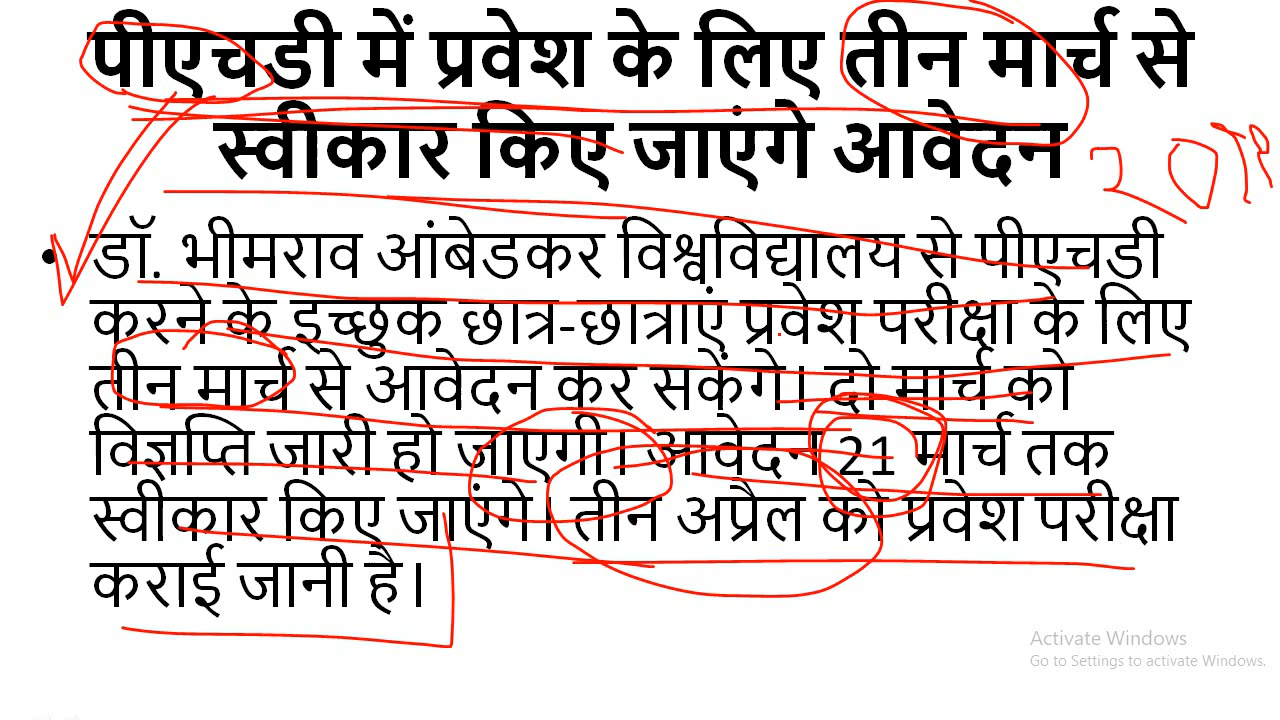 पीएचडी में प्रवेश के लिए तीन मार्च से
स्वीकार किए जाएंगे आवेदन
• डॉ. भीमराव आंबेडकर विश्वविद्यालय से पीएचडी
करने के इच्छुक छात्र-छात्राएं प्रवेश परीक्षा के लिए
तीन मार्च से आवेदन कर सकेंगे। दो मार्च को
विज्ञप्ति जारी हो जाएगी। आवेदन 21 मार्च तक
स्वीकार किए जाएंगे। तीन अप्रैल को प्रवेश परीक्षा
कराई जानी है।
Activate Windows
Go to Settings to activate Windows.